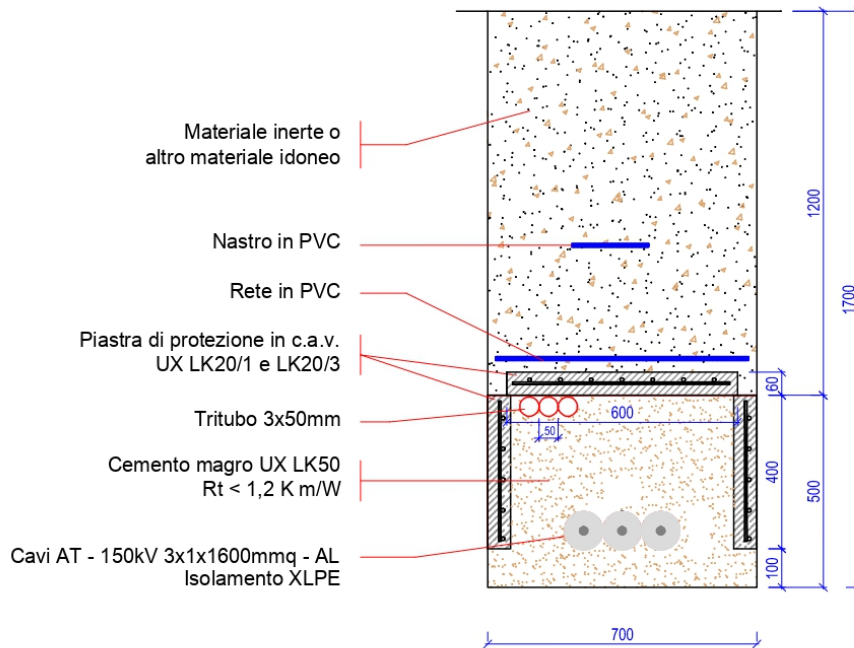 Materiale inerte o
altro materiale idoneo
Nastro in PVC
Rete in PVC
Piastra di protezione in c.a.v.
UX LK20/1 e LK20/3
Tritubo 3x50mm
Cemento magro UX LK50
Rt < 1,2 K m/W
Cavi AT - 150kV 3x1x1600mmq - AL
Isolamento XLPE
1200
1700
60
600
50
400
500
100
700